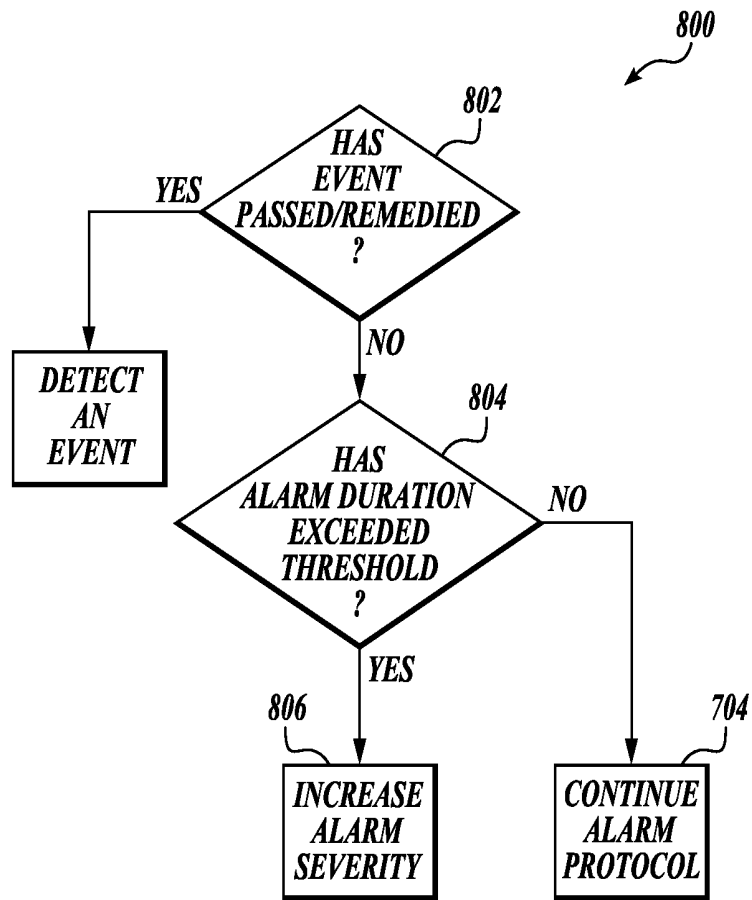 800
802
HAS
EVENT
PASSED/REMEDIED
?
YES
NO
DETECT
AN
EVENT
804
HAS
ALARM DURATION
EXCEEDED
THRESHOLD
?
NO
YES
806
INCREASE
ALARM
SEVERITY
704
CONTINUE
ALARM
PROTOCOL